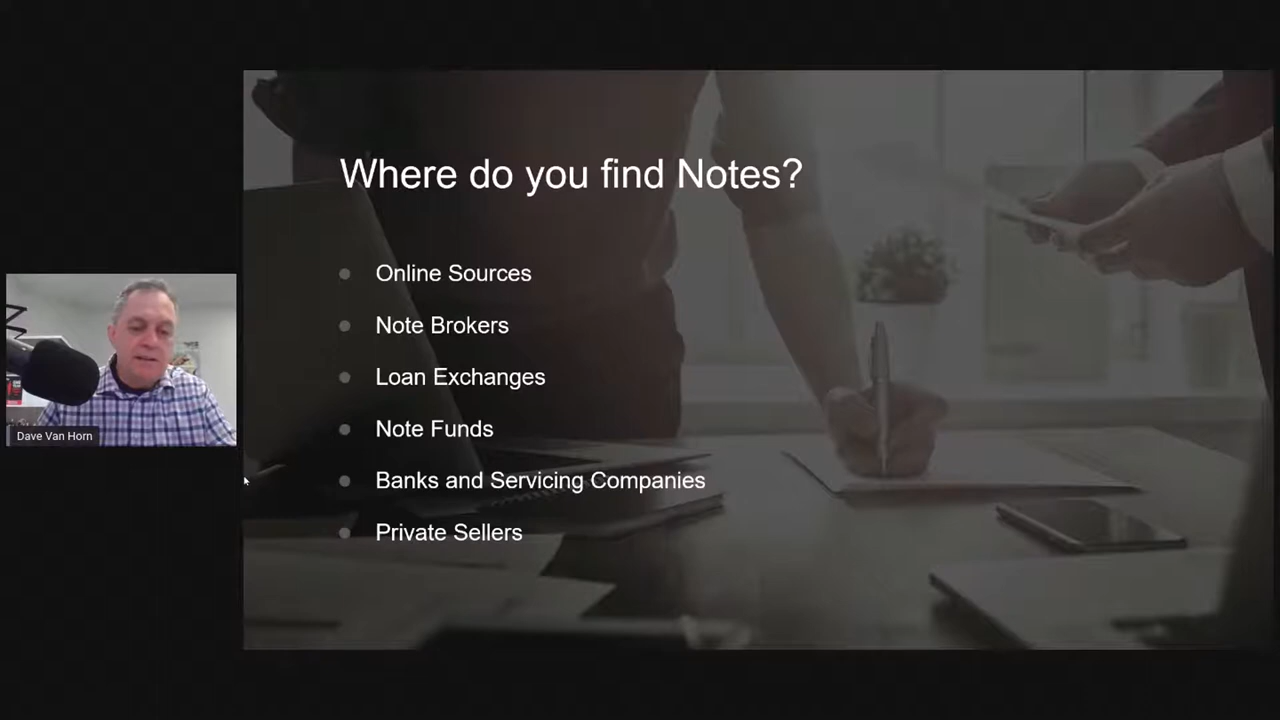 Where do you find Notes?
Online Sources
Note Brokers
Loan Exchanges
Note Funds
Banks and Servicing Companies
Private Sellers
Dave Van Horn